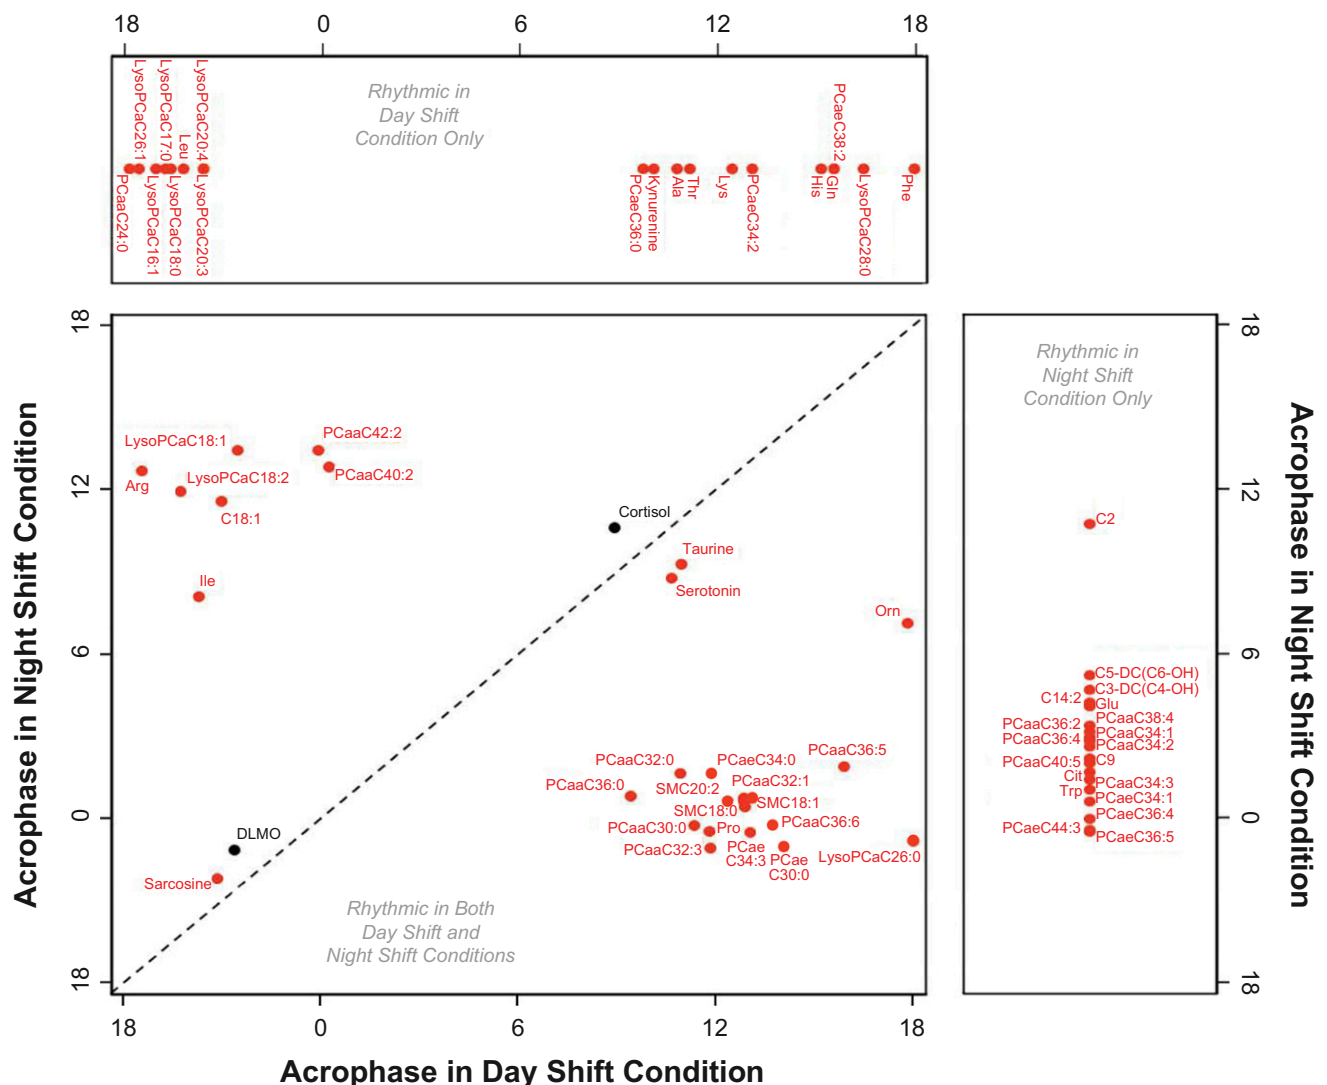 18 0 6 12 18
Rhythmic in
Day Shift
Condition Only
LysoPCaC26:1
LysoPCaC17:0
Leu
LysoPCaC20:4
PCaeC38:2
PCaaC24:0
LysoPCaC16:1
LysoPCaC18:0
LysoPCaC20:3
PCaeC36:0
Kynurenine
Ala
Thr
Lys
PCaeC34:2
His
Gln
LysoPCaC28:0
Phe
Acrophase in Night Shift Condition
18
12
6
0
18
LysoPCaC18:1
PCaaC42:2
Arg
LysoPCaC18:2
PCaaC40:2
C18:1
Ile
Cortisol
Taurine
Serotonin
Orn
PCaaC32:0
PCaeC34:0
PCaaC36:5
PCaaC36:0
SMC20:2
PCaaC32:1
SMC18:0
SMC18:1
PCaaC30:0
Pro
PCaaC36:6
PCaaC32:3
PCae
C34:3
PCae
C30:0
LysoPCaC26:0
DLMO
Sarcosine
Rhythmic in Both
Day Shift and
Night Shift Conditions
18 0 6 12 18
Acrophase in Day Shift Condition
Rhythmic in
Night Shift
Condition Only
C2
C5-DC(C6-OH)
C3-DC(C4-OH)
C14:2
Glu
PCaaC38:4
PCaaC36:2
PCaaC34:1
PCaaC36:4
PCaaC34:2
PCaaC40:5
C9
Cit
PCaaC34:3
Trp
PCaeC34:1
PCaeC36:4
PCaeC44:3
PCaeC36:5
18
12
6
0
18
Acrophase in Night Shift Condition